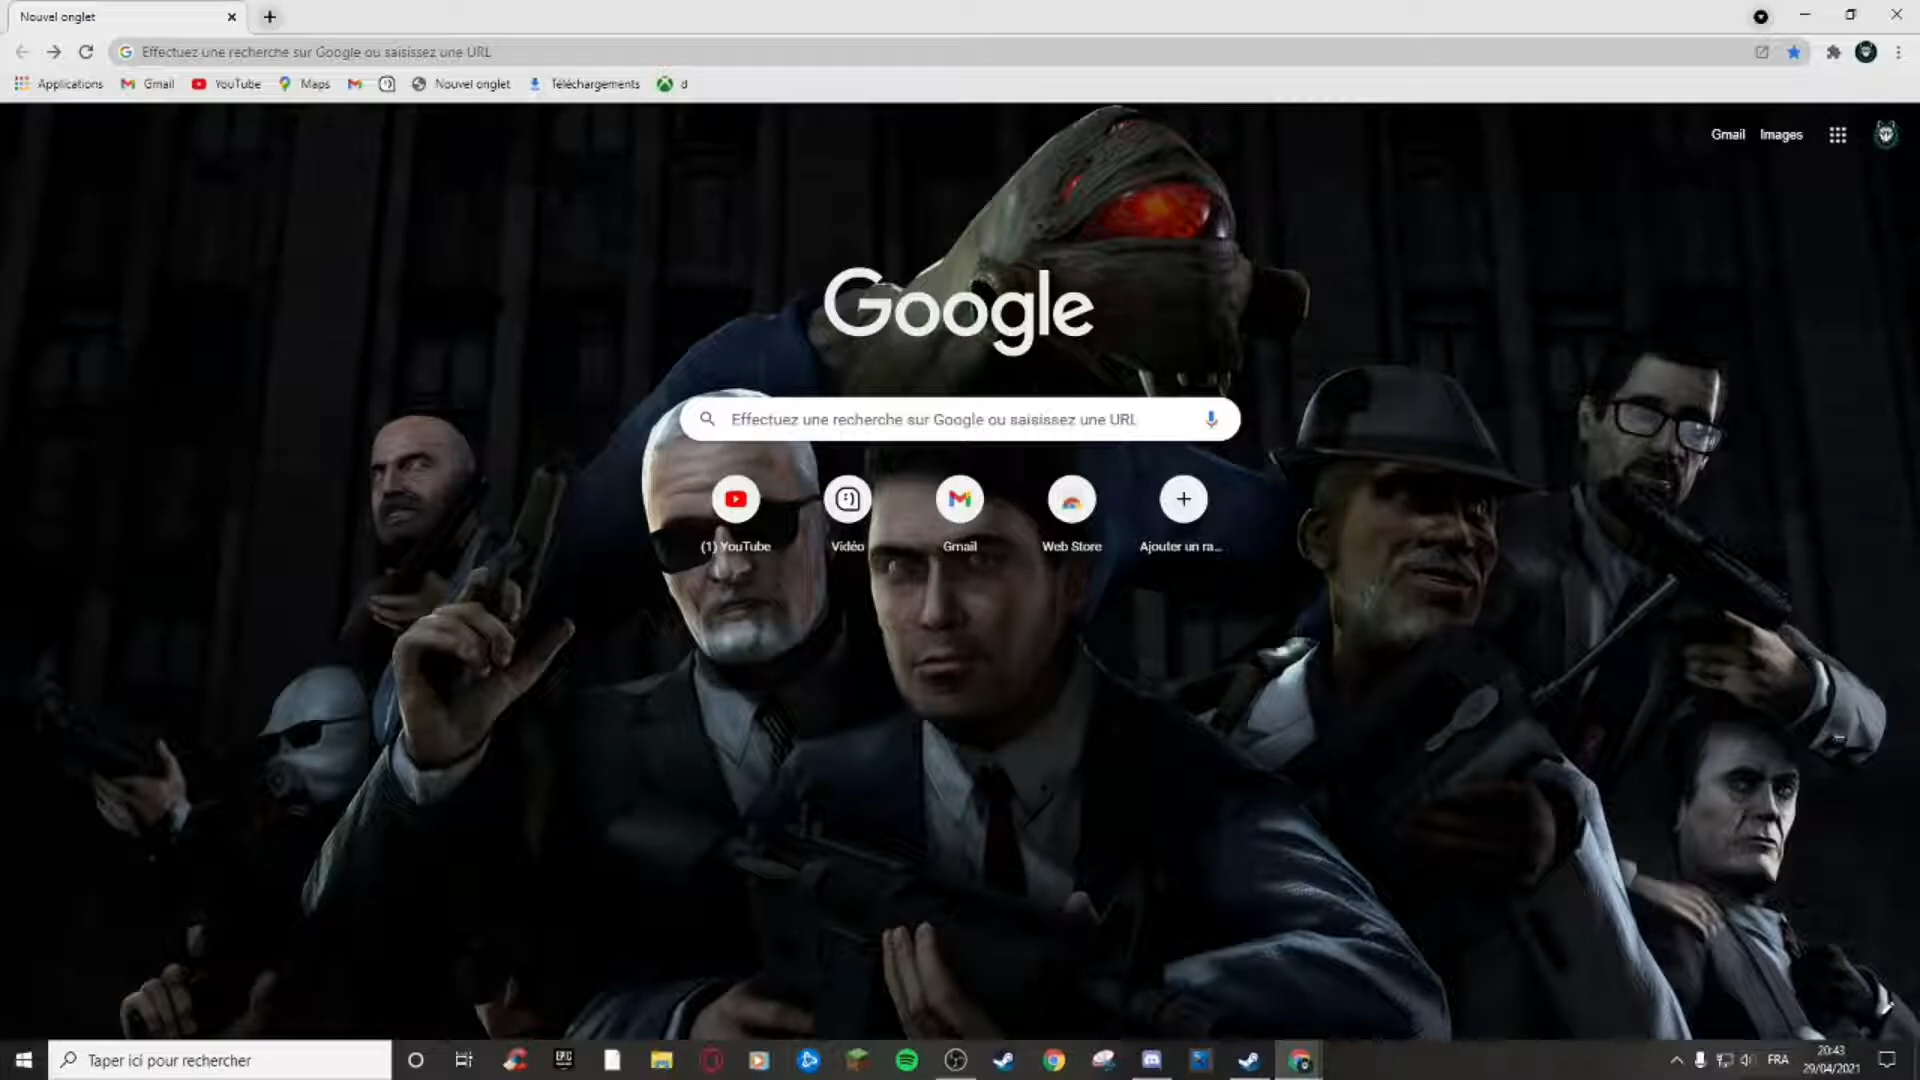 Nouvel onglet
Effectuez une recherche sur Google ou saisissez une URL
Applications Gmail YouTube Maps Nouvel onglet Téléchargements d
Gmail Images
Google
Effectuez une recherche sur Google ou saisissez une URL
(1) YouTube Vidéo Gmail Web Store Ajouter un ra...
Taper ici pour rechercher
EPIC
FRA
20:43
29/04/2021